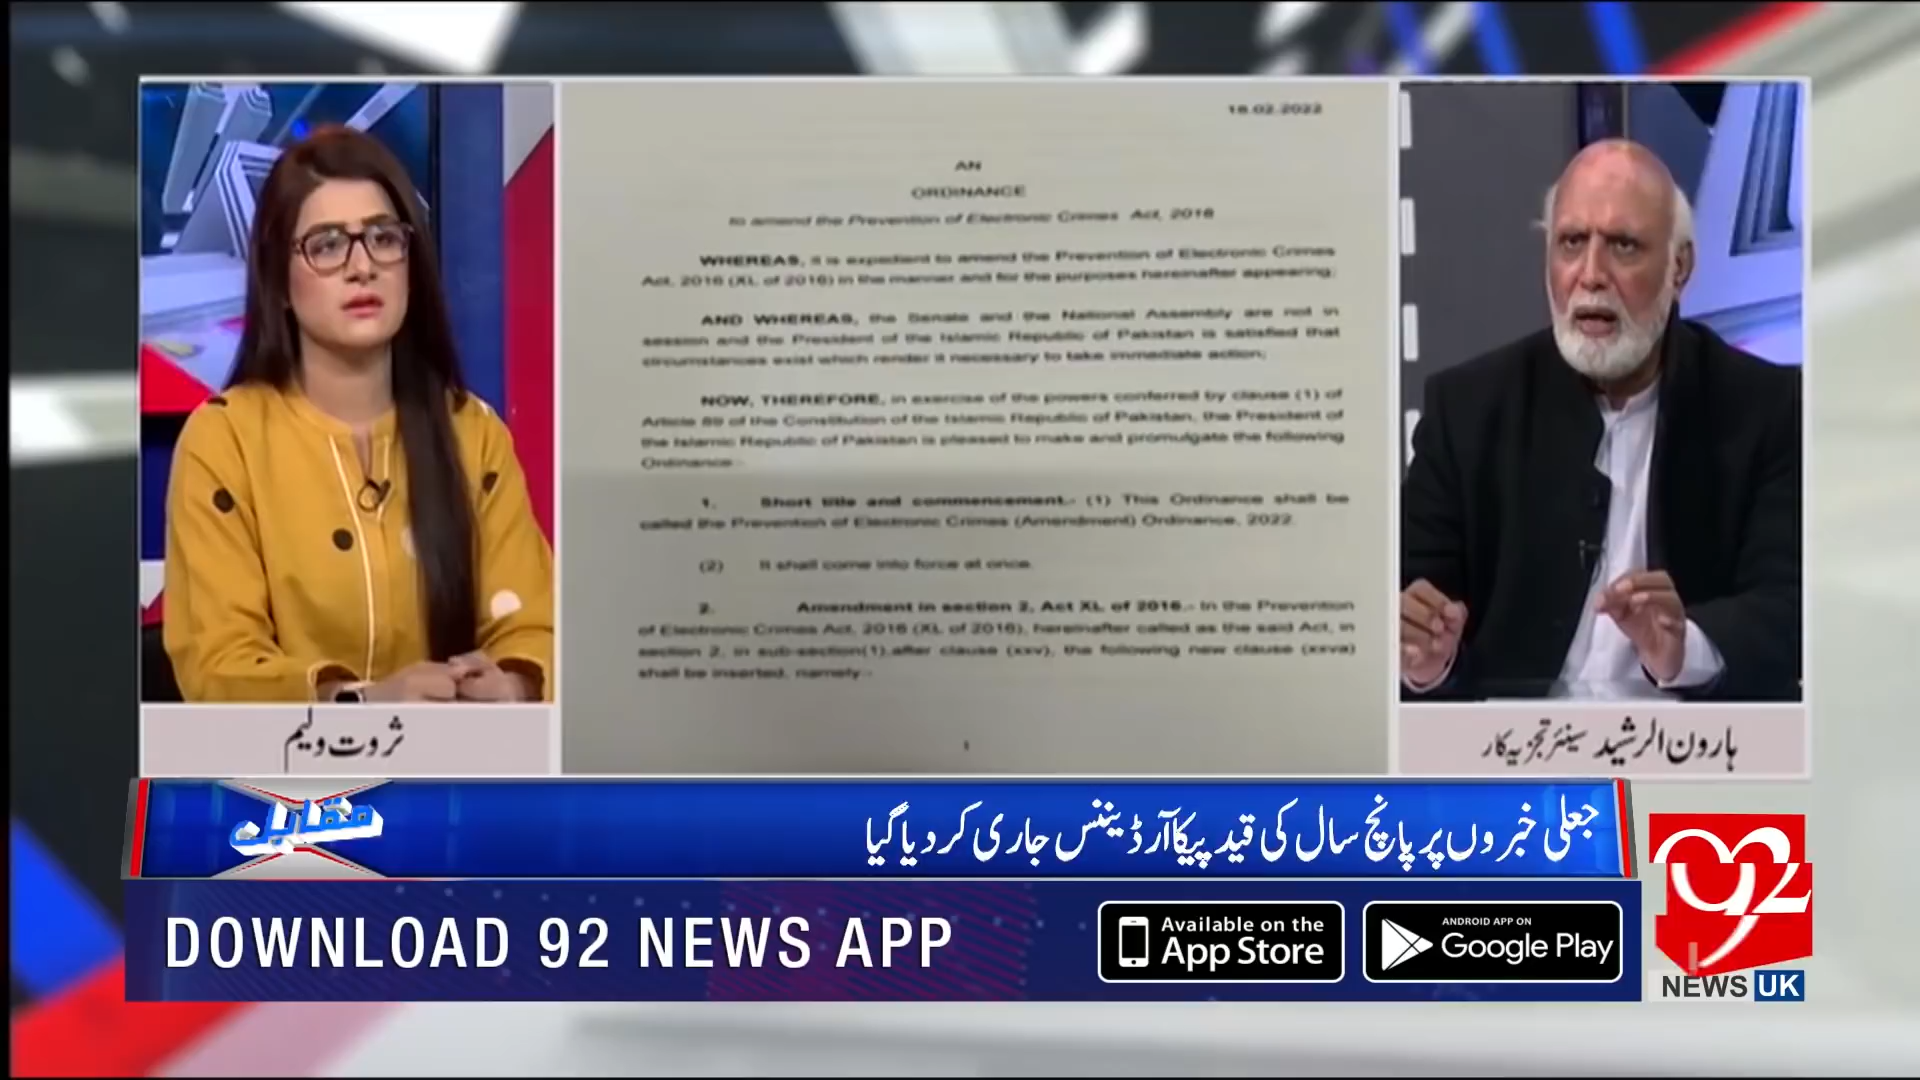 18.02.2022
AN
ORDINANCE
to amend the Prevention of Electronic Crimes Act, 2016
WHEREAS, it is expedient to amend the Prevention of Electronic Crimes
Act, 2016 (XL of 2016) in the manner and for the purposes hereinafter appearing;
AND WHEREAS, the Senate and the National Assembly are not in
session and the President of the Islamic Republic of Pakistan is satisfied that
circumstances exist which render it necessary to take immediate action;
NOW, THEREFORE, in exercise of the powers conferred by clause (1) of
Article 89 of the Constitution of the Islamic Republic of Pakistan, the President of
the Islamic Republic of Pakistan is pleased to make and promulgate the following
Ordinance:-
1. Short title and commencement.- (1) This Ordinance shall be
called the Prevention of Electronic Crimes (Amendment) Ordinance, 2022.
(2) It shall come into force at once.
2. Amendment in section 2, Act XL of 2016.- In the Prevention
of Electronic Crimes Act, 2016 (XL of 2016), hereinafter called as the said Act, in
section 2, in sub-section(1),after clause (xxv), the following new clause (xxva)
shall be inserted, namely:-
1
ثروت ولیم
ہارون الرشید سینئر تجزیہ کار
مقابل
جعلی خبروں پر پانچ سال کی قید پیکا آرڈیننس جاری کر دیا گیا
DOWNLOAD 92 NEWS APP
Available on the
App Store
ANDROID APP ON
Google Play
92
NEWS UK